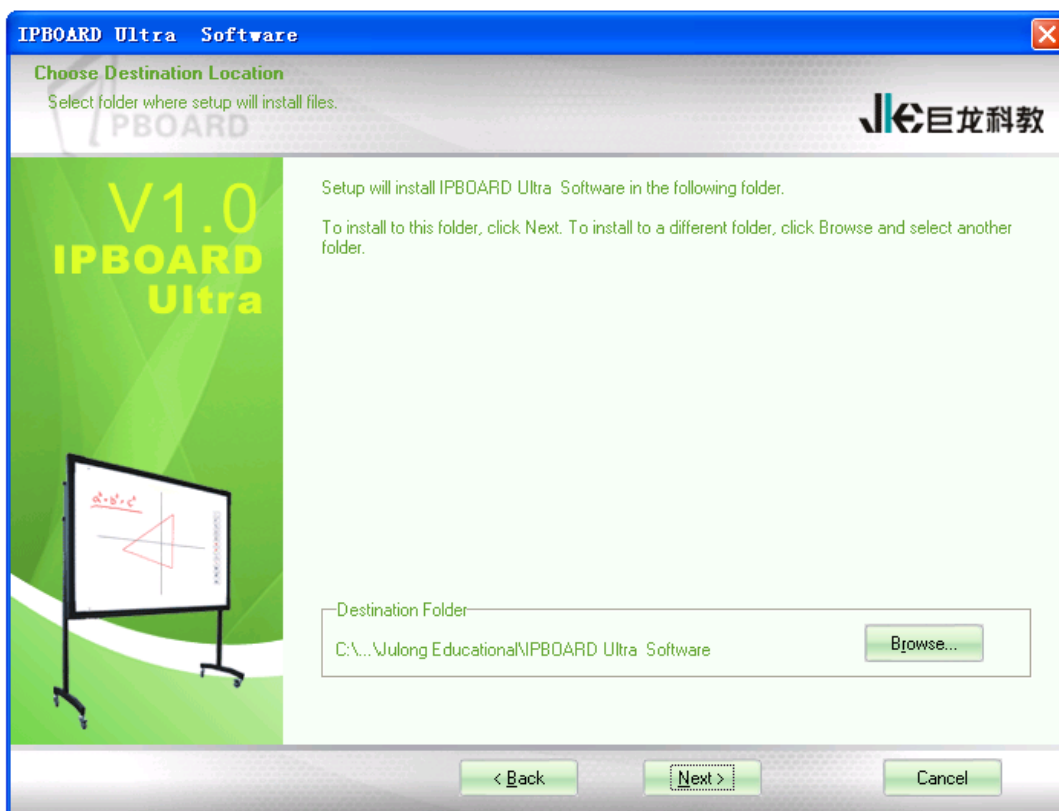 IPBOARD Ultra  Software
Choose Destination Location
Select folder where setup will install files.
PBOARD
巨龙科教
V1.0
IPBOARD
Ultra
Setup will install IPBOARD Ultra  Software in the following folder.
To install to this folder, click Next. To install to a different folder, click Browse and select another
folder.
Destination Folder
C:\...\Julong Educational\IPBOARD Ultra  Software
Browse...
< Back
Next >
Cancel